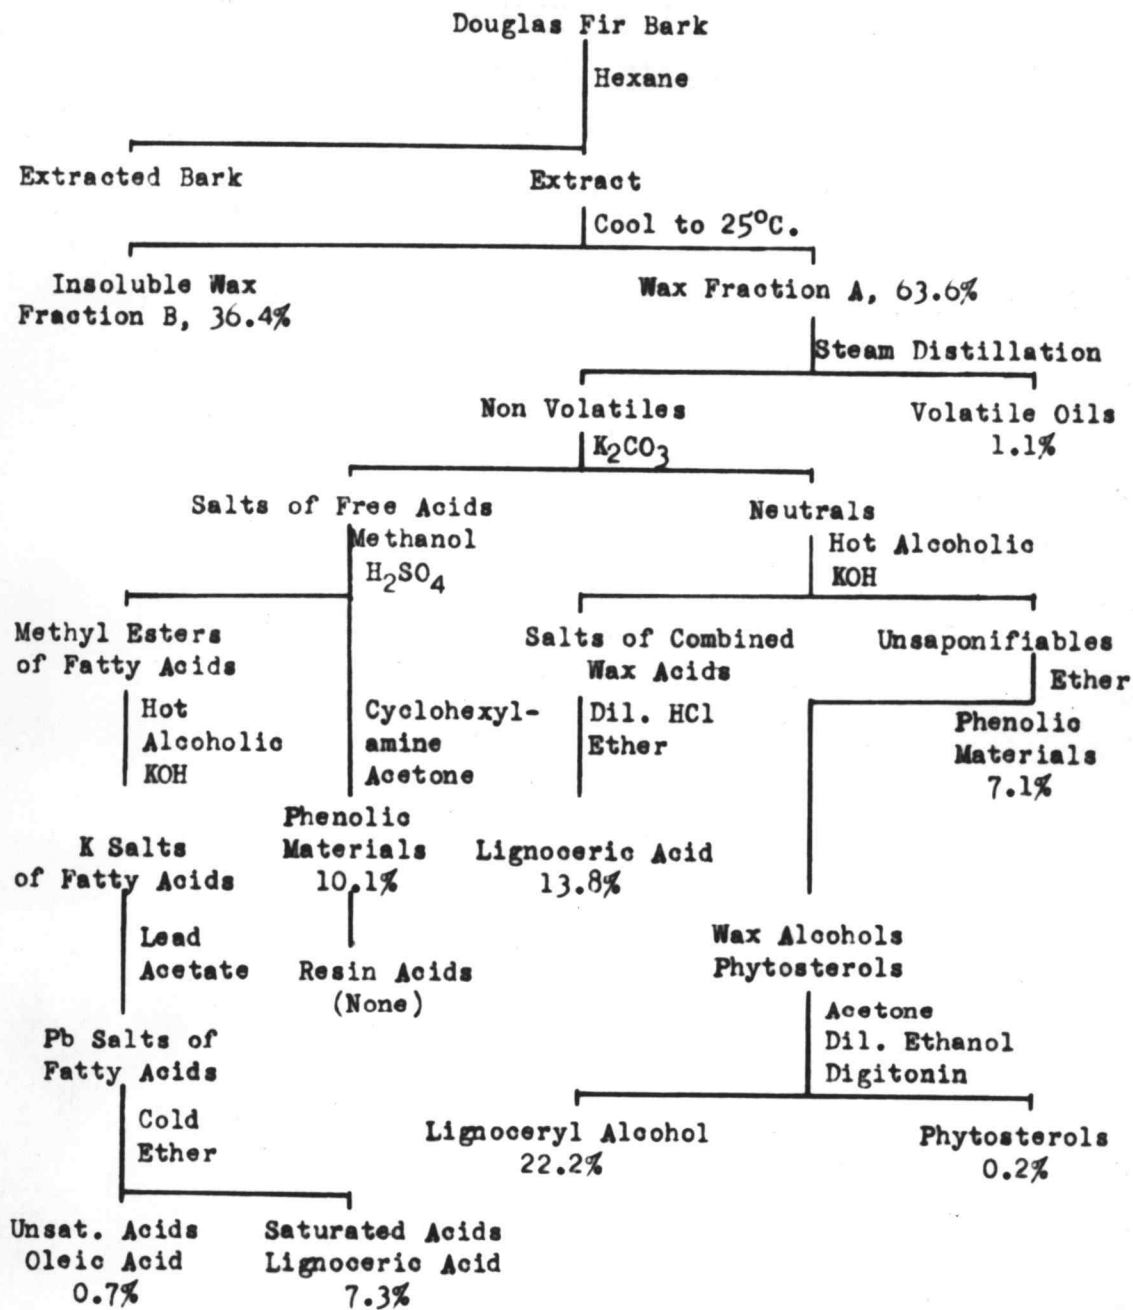 Douglas Fir Bark
Hexane
Extracted Bark
Extract
Cool to 25°C.
Insoluble Wax
Fraction B, 36.4%
Wax Fraction A, 63.6%
Steam Distillation
Non Volatiles
Volatile Oils
1.1%
K₂CO₃
Salts of Free Acids
Neutrals
Methanol
H₂SO₄
Hot Alcoholic
KOH
Methyl Esters
of Fatty Acids
Salts of Combined
Wax Acids
Unsaponifiables
Ether
Hot
Alcoholic
KOH
Cyclohexyl-
amine
Acetone
Dil. HCl
Ether
Phenolic
Materials
7.1%
K Salts
of Fatty Acids
Phenolic
Materials
10.1%
Lignoceric Acid
13.8%
Lead
Acetate
Resin Acids
(None)
Wax Alcohols
Phytosterols
Acetone
Dil. Ethanol
Digitonin
Pb Salts of
Fatty Acids
Cold
Ether
Lignoceryl Alcohol
22.2%
Phytosterols
0.2%
Unsat. Acids
Oleic Acid
0.7%
Saturated Acids
Lignoceric Acid
7.3%